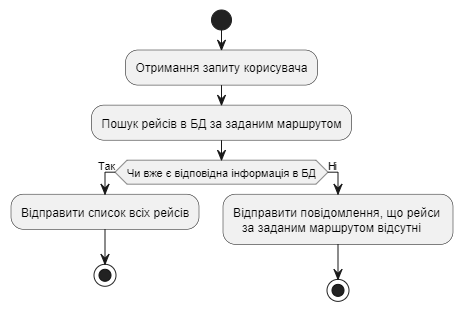 Отримання запиту корисувача
Пошук рейсів в БД за заданим маршрутом
Так
Чи вже є відповідна інформація в БД
Ні
Відправити список всіх рейсів
Відправити повідомлення, що рейси
за заданим маршрутом відсутні